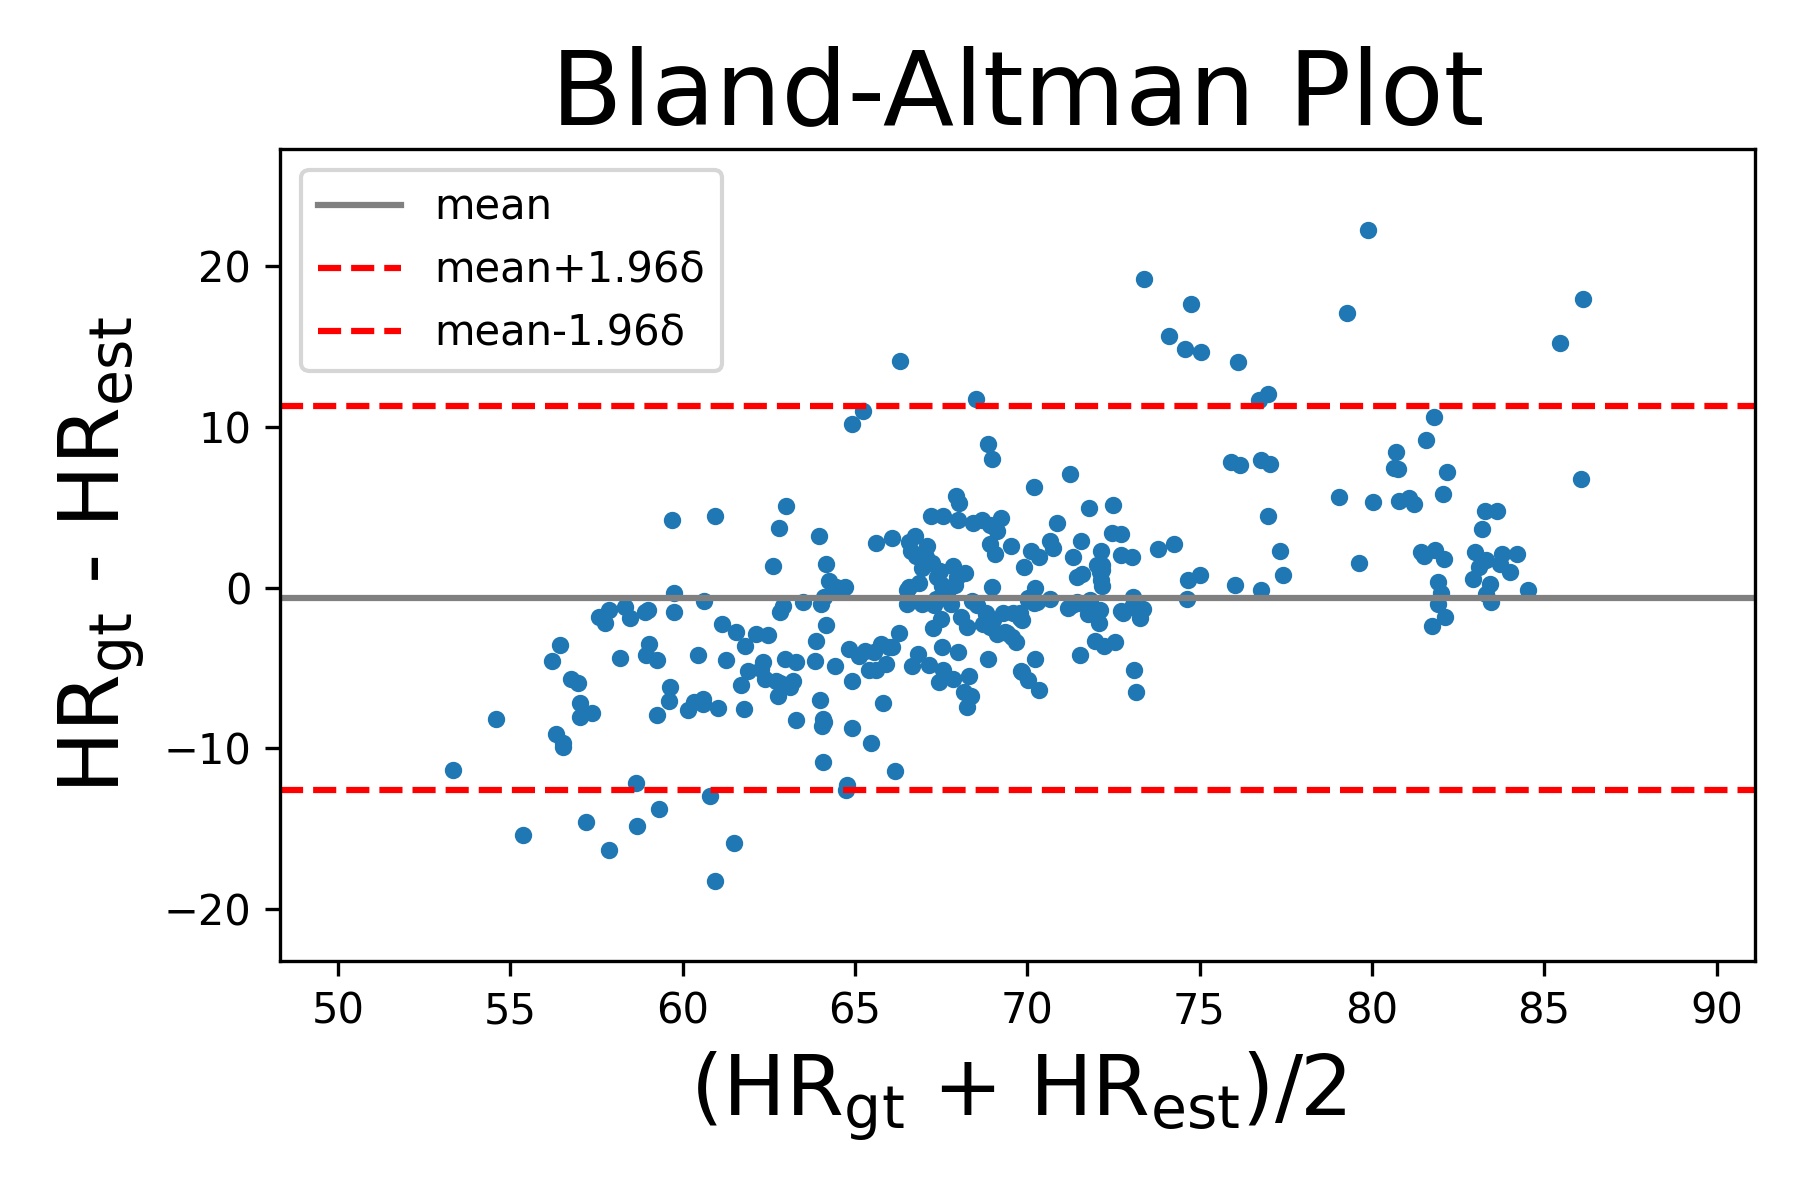 Bland-Altman Plot
mean
mean+1.96δ
mean-1.96δ
HRgt - HRest
20
10
0
−10
−20
50 55 60 65 70 75 80 85 90
(HRgt + HRest)/2